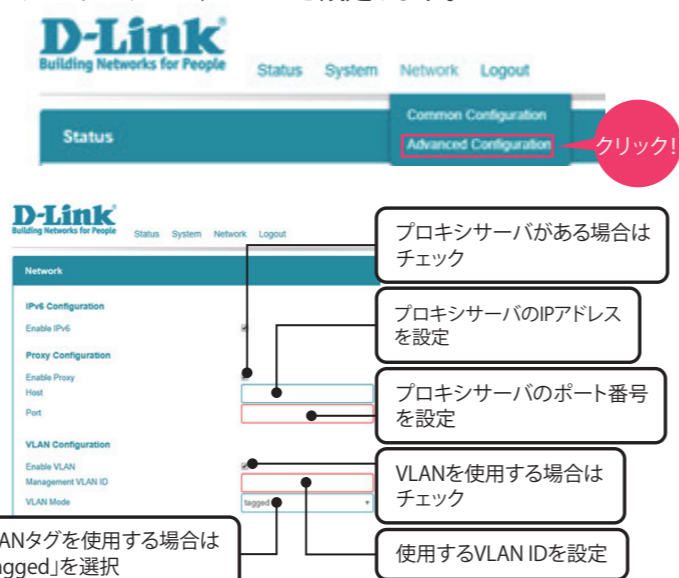 D-Link
Building Networks for People
Status System Network Logout
Common Configuration
Advanced Configuration
Status
クリック!
D-Link
Building Networks for People
Status System Network Logout
Network
IPv6 Configuration
Enable IPv6
Proxy Configuration
Enable Proxy
Host
Port
VLAN Configuration
Enable VLAN
Management VLAN ID
VLAN Mode
tagged
プロキシサーバがある場合は
チェック
プロキシサーバのIPアドレス
を設定
プロキシサーバのポート番号
を設定
VLANを使用する場合は
チェック
使用するVLAN IDを設定
ANタグを使用する場合は
agged」を選択